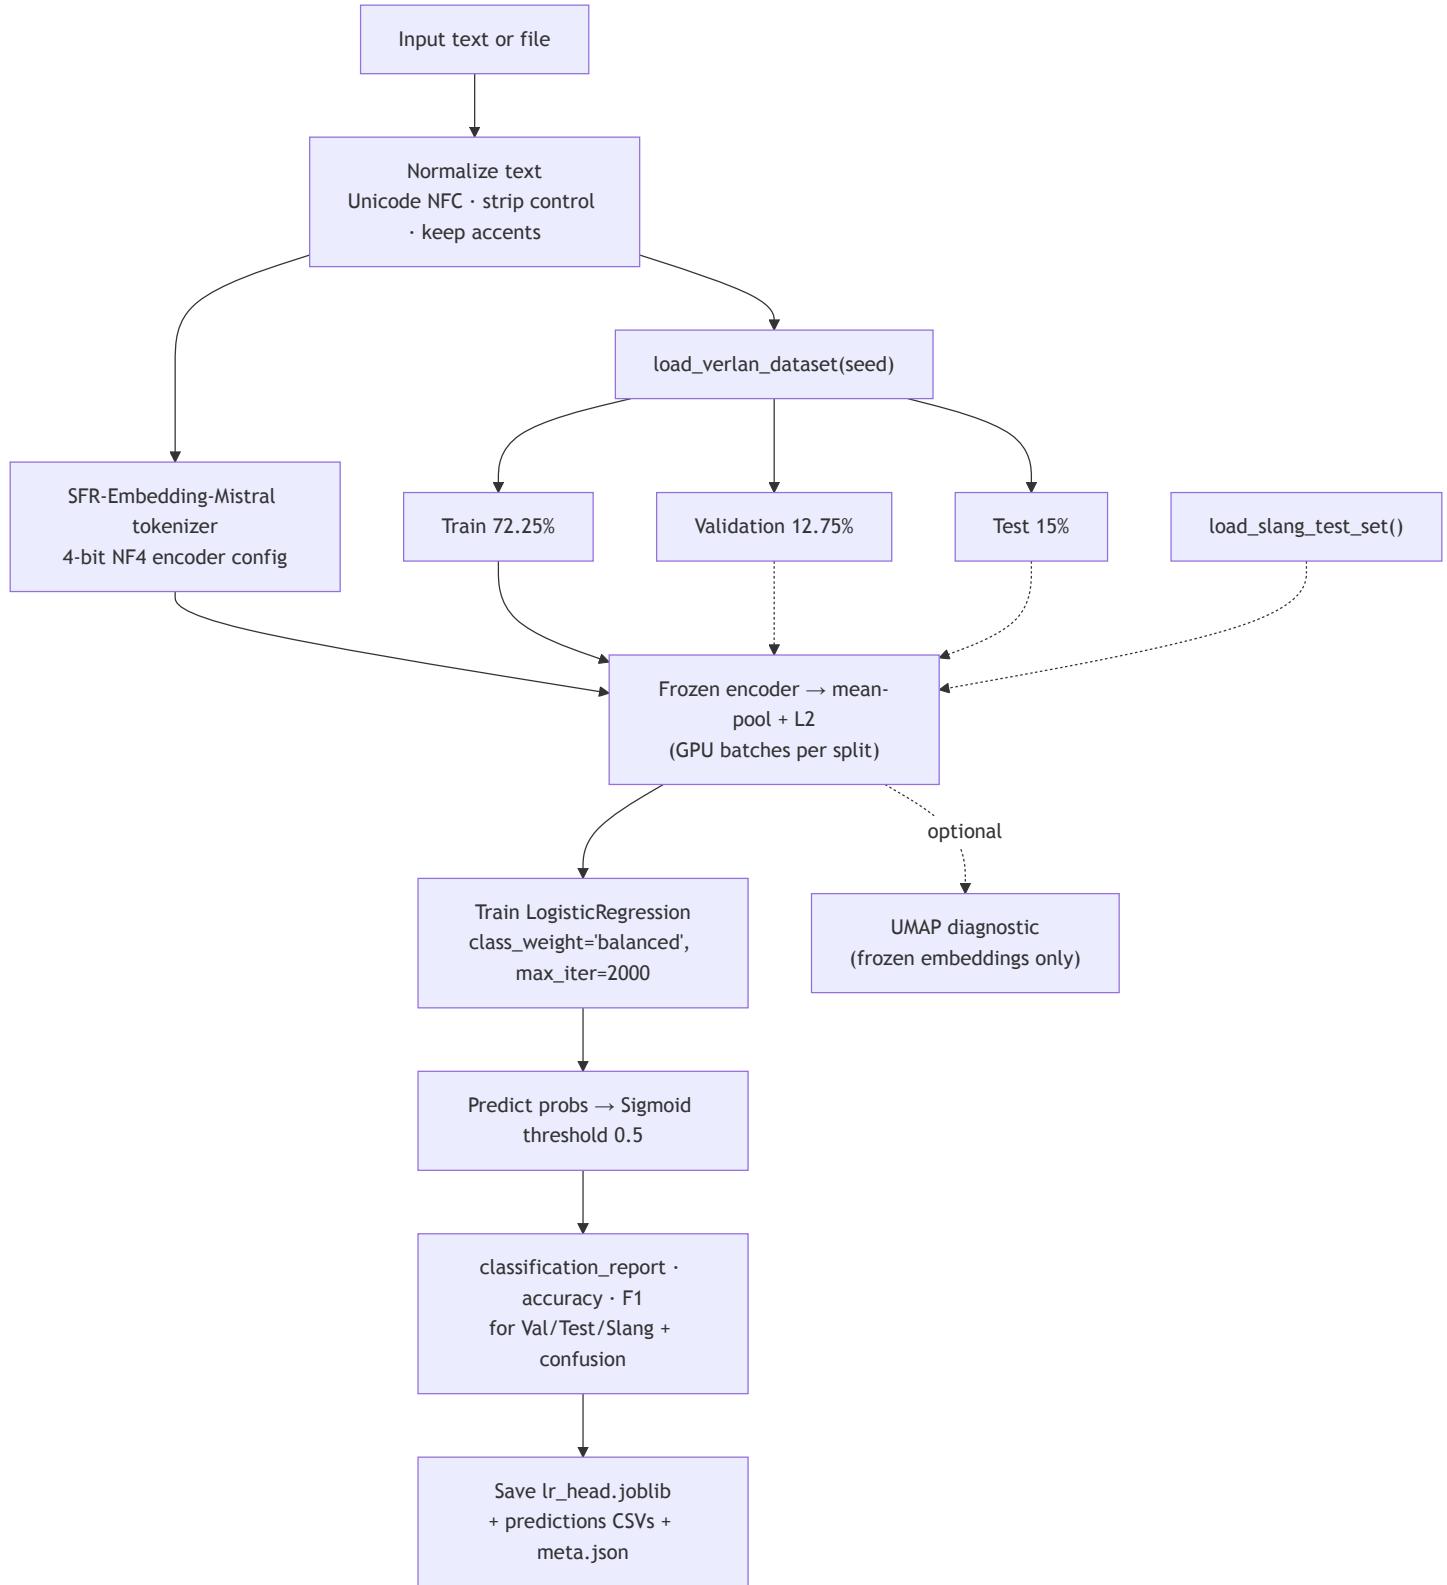 Input text or file
Normalize text
Unicode NFC · strip control
· keep accents
load_verlan_dataset(seed)
SFR-Embedding-Mistral
tokenizer
4-bit NF4 encoder config
Train 72.25%
Validation 12.75%
Test 15%
load_slang_test_set()
Frozen encoder → mean-
pool + L2
(GPU batches per split)
optional
Train LogisticRegression
class_weight='balanced',
max_iter=2000
UMAP diagnostic
(frozen embeddings only)
Predict probs → Sigmoid
threshold 0.5
classification_report ·
accuracy · F1
for Val/Test/Slang +
confusion
Save lr_head.joblib
+ predictions CSVs +
meta.json